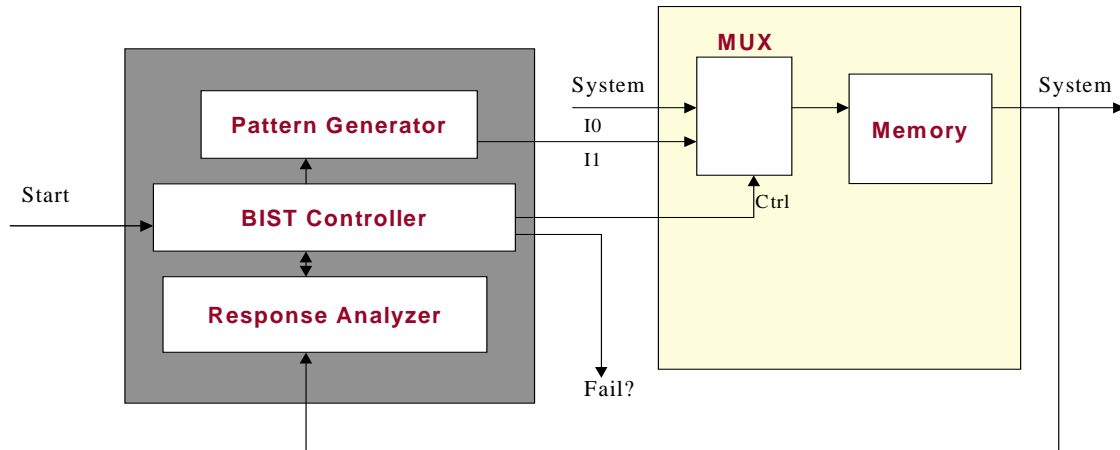 MUX
System
System
Pattern Generator
I0
Memory
I1
Start
Ctrl
BIST Controller
Response Analyzer
Fail?